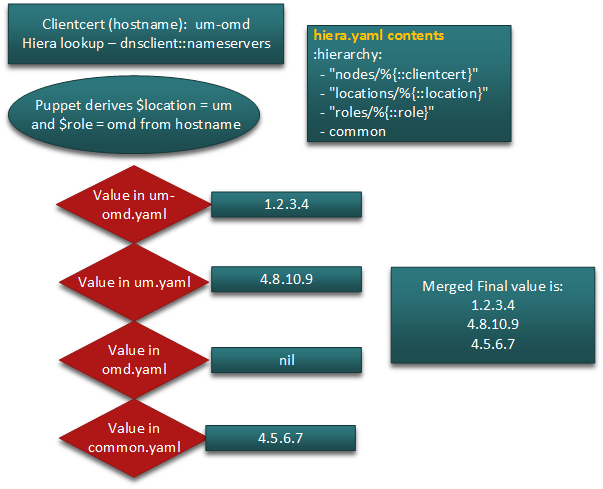 Clientcert (hostname): um-omd
Hiera lookup – dnsclient::nameservers
hiera.yaml contents
:hierarchy:
- "nodes/%{::clientcert}"
- "locations/%{::location}"
- "roles/%{::role}"
- common
Puppet derives $location = um
and $role = omd from hostname
Value in um-
omd.yaml
1.2.3.4
Value in um.yaml
4.8.10.9
Value in
omd.yaml
nil
Value in
common.yaml
4.5.6.7
Merged Final value is:
1.2.3.4
4.8.10.9
4.5.6.7